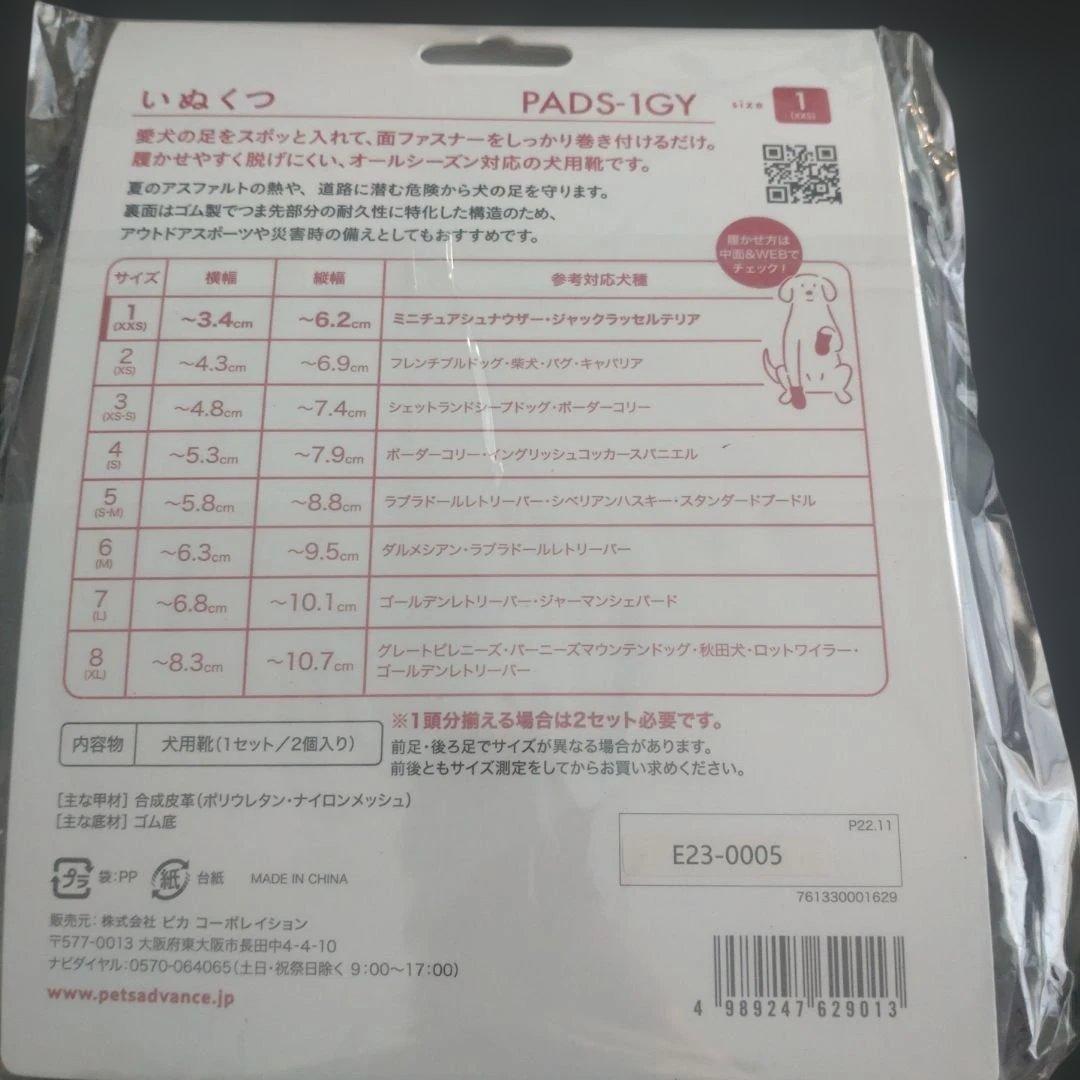 いぬくつ PADS-1GY size 1 (XXS)
愛犬の足をスポッと入れて、面ファスナーをしっかり巻き付けるだけ。
履かせやすく脱げにくい、オールシーズン対応の犬用靴です。
夏のアスファルトの熱や、道路に潜む危険から犬の足を守ります。
裏面はゴム製でつま先部分の耐久性に特化した構造のため、
アウトドアスポーツや災害時の備えとしてもおすすめです。
履かせ方は
中面&WEBで
チェック!
サイズ 横幅 縦幅 参考対応犬種
1 (XXS) ～3.4cm ～6.2cm ミニチュアシュナウザー・ジャックラッセルテリア
2 (XS) ～4.3cm ～6.9cm フレンチブルドッグ・柴犬・パグ・キャバリア
3 (XS-S) ～4.8cm ～7.4cm シェットランドシープドッグ・ボーダーコリー
4 (S) ～5.3cm ～7.9cm ボーダーコリー・イングリッシュコッカースパニエル
5 (S-M) ～5.8cm ～8.8cm ラブラドールレトリーバー・シベリアンハスキー・スタンダードプードル
6 (M) ～6.3cm ～9.5cm ダルメシアン・ラブラドールレトリーバー
7 (L) ～6.8cm ～10.1cm ゴールデンレトリーバー・ジャーマンシェパード
8 (XL) ～8.3cm ～10.7cm グレートピレニーズ・バーニーズマウンテンドッグ・秋田犬・ロットワイラー・
ゴールデンレトリーバー
内容物 犬用靴(1セット/2個入り)
※1頭分揃える場合は2セット必要です。
前足・後ろ足でサイズが異なる場合があります。
前後ともサイズ測定をしてからお買い求めください。
[主な甲材] 合成皮革(ポリウレタン・ナイロンメッシュ)
[主な底材] ゴム底
P22.11
E23-0005
761330001629
プラ 袋:PP 紙 台紙 MADE IN CHINA
販売元: 株式会社 ピカ コーポレイション
〒577-0013 大阪府東大阪市長田中4-4-10
ナビダイヤル:0570-064065(土日・祝祭日除く 9:00～17:00)
www.petsadvance.jp
4 989247 629013